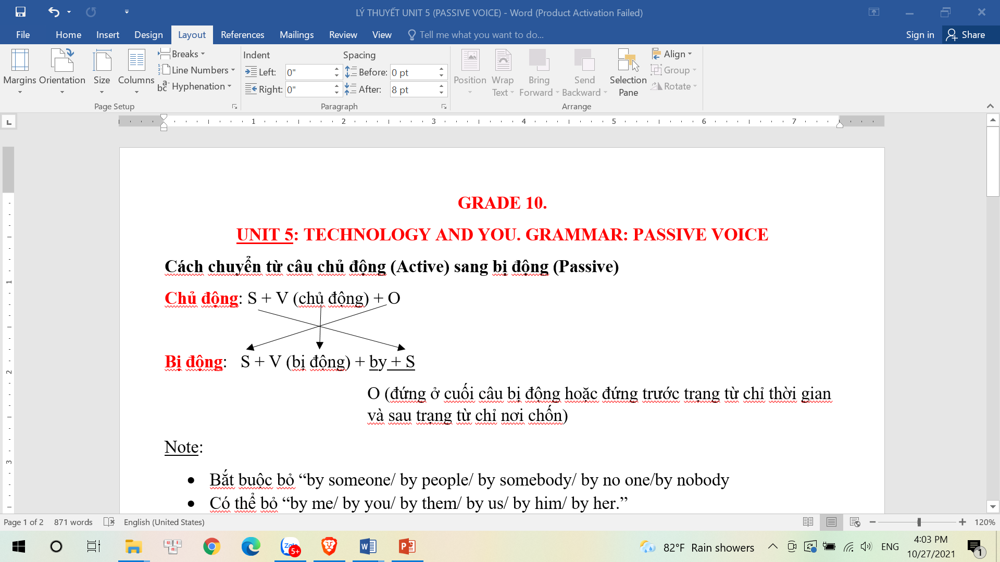 LÝ THUYẾT UNIT 5 (PASSIVE VOICE) - Word (Product Activation Failed)
File Home Insert Design Layout References Mailings Review View Tell me what you want to do... Sign in Share
Margins Orientation Size Columns
Breaks
Line Numbers
Hyphenation
Page Setup
Indent Spacing
Left: 0" Before: 0 pt
Right: 0" After: 8 pt
Paragraph
Position Wrap Text Bring Forward Send Backward Selection Pane
Align
Group
Rotate
Arrange
1 2 3 4 5 6 7
GRADE 10.
UNIT 5: TECHNOLOGY AND YOU. GRAMMAR: PASSIVE VOICE
Cách chuyển từ câu chủ động (Active) sang bị động (Passive)
Chủ động: S + V (chủ động) + O
Bị động: S + V (bị động) + by + S
O (đứng ở cuối câu bị động hoặc đứng trước trạng từ chỉ thời gian
và sau trạng từ chỉ nơi chốn)
Note:
• Bắt buộc bỏ “by someone/ by people/ by somebody/ by no one/by nobody
• Có thể bỏ “by me/ by you/ by them/ by us/ by him/ by her.”
1
2
3
Page 1 of 2 871 words English (United States) 120%
Zalo 5+
82°F Rain showers ENG 4:03 PM
10/27/2021
1